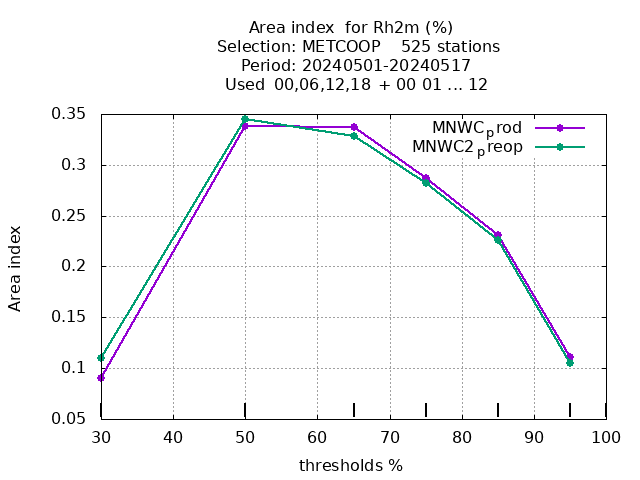 Area index  for Rh2m (%)
Selection: METCOOP    525 stations
Period: 20240501-20240517
Used  00,06,12,18 + 00 01 ... 12
MNWCprod
MNWC2preop
0.35
0.3
0.25
0.2
0.15
0.1
0.05
Area index
30 40 50 60 70 80 90 100
thresholds %